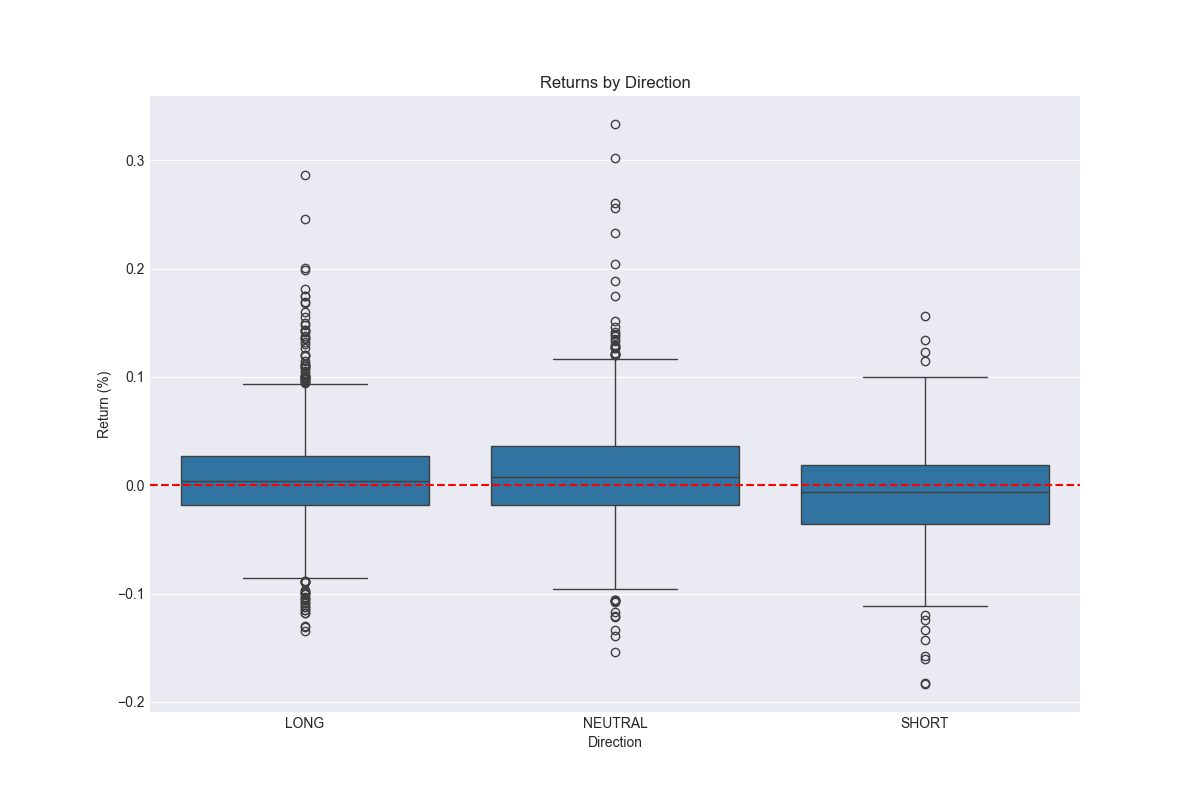 Returns by Direction
Return (%)
0.3
0.2
0.1
0.0
−0.1
−0.2
LONG
NEUTRAL
SHORT
Direction